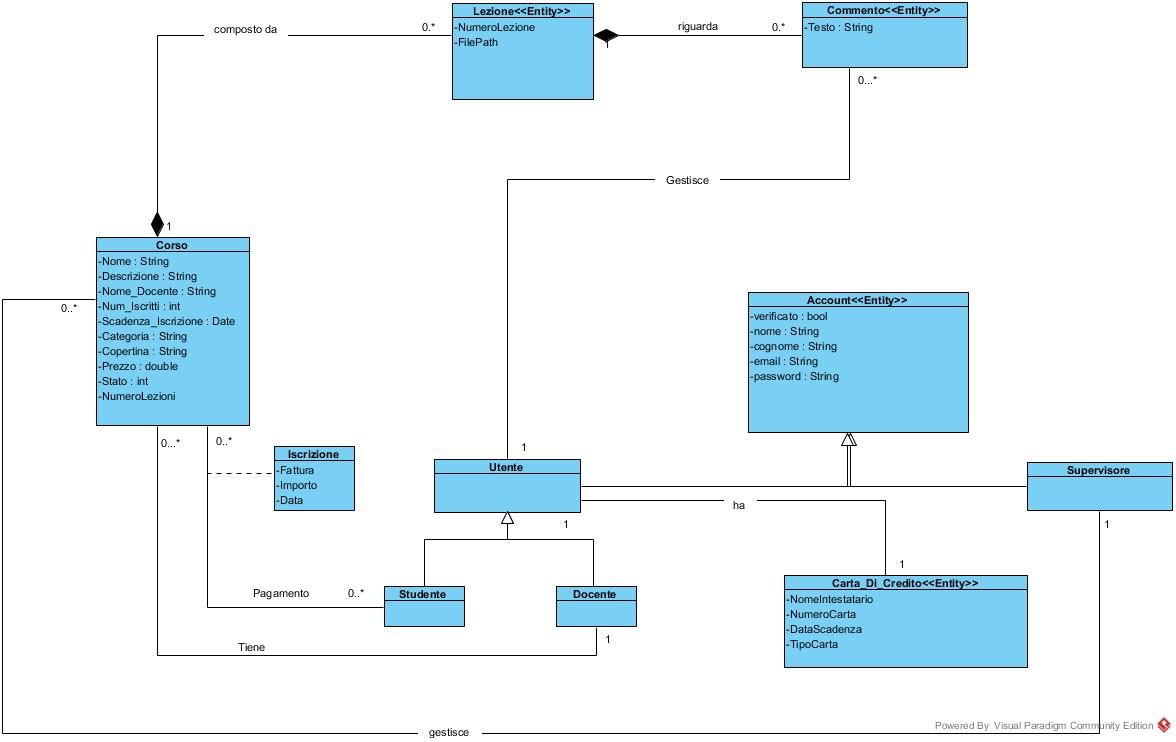 Lezione<<Entity>>
-NumeroLezione
-FilePath
Commento<<Entity>>
-Testo : String
composto da
0..*
riguarda
0..*
1
0...*
Gestisce
1
Corso
-Nome : String
-Descrizione : String
-Nome_Docente : String
-Num_Iscritti : int
-Scadenza_Iscrizione : Date
-Categoria : String
-Copertina : String
-Prezzo : double
-Stato : int
-NumeroLezioni
0..*
Account<<Entity>>
-verificato : bool
-nome : String
-cognome : String
-email : String
-password : String
0...*
0..*
Iscrizione
-Fattura
-Importo
-Data
1
Utente
1
Supervisore
1
ha
1
Carta_Di_Credito<<Entity>>
-NomeIntestatario
-NumeroCarta
-DataScadenza
-TipoCarta
Pagamento
0..*
Studente
Docente
1
Tiene
gestisce
Powered By Visual Paradigm Community Edition